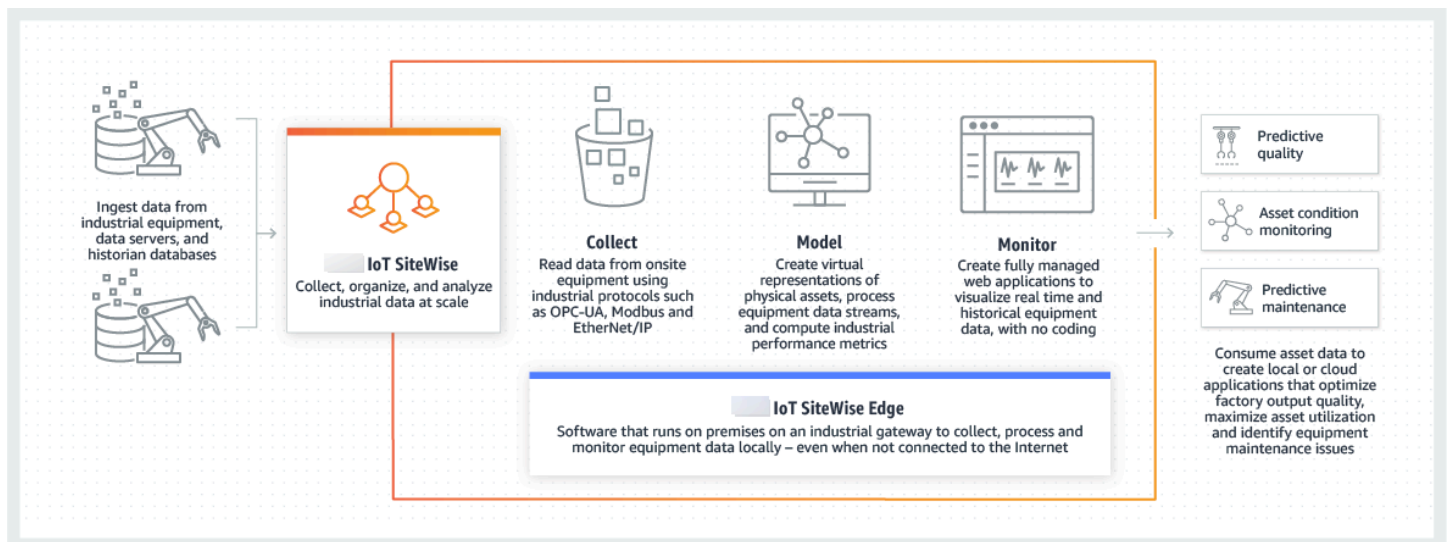 Ingest data from
industrial equipment,
data servers, and
historian databases
IoT SiteWise
Collect, organize, and analyze
industrial data at scale
Collect
Read data from onsite
equipment using
industrial protocols such
as OPC-UA, Modbus and
EtherNet/IP
Model
Create virtual
representations of
physical assets, process
equipment data streams,
and compute industrial
performance metrics
Monitor
Create fully managed
web applications to
visualize real time and
historical equipment
data, with no coding
IoT SiteWise Edge
Software that runs on premises on an industrial gateway to collect, process and
monitor equipment data locally – even when not connected to the Internet
Predictive
quality
Asset condition
monitoring
Predictive
maintenance
Consume asset data to
create local or cloud
applications that optimize
factory output quality,
maximize asset utilization
and identify equipment
maintenance issues